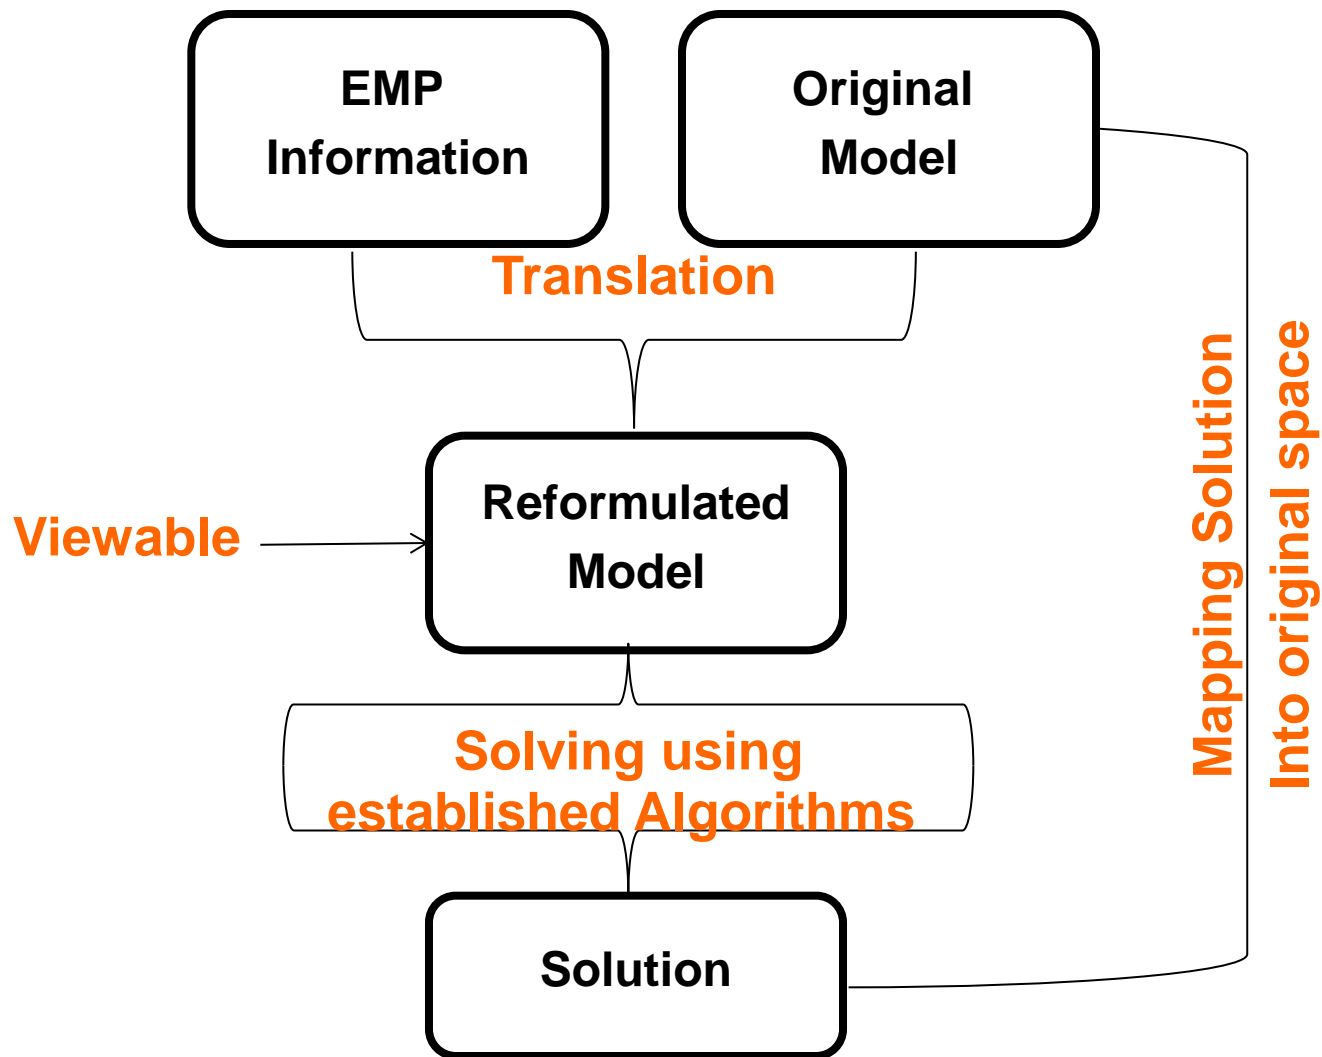 EMP
Information
Original
Model
Translation
Reformulated
Model
Viewable
Solving using
established Algorithms
Solution
Mapping Solution
Into original space